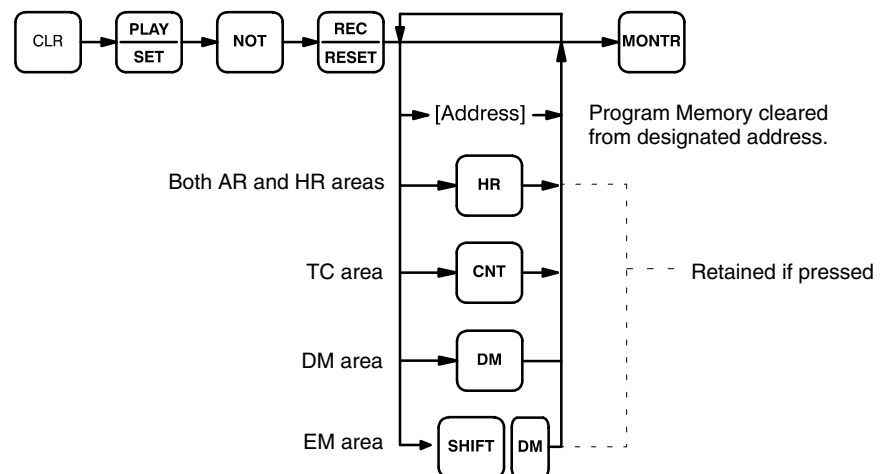 CLR
PLAY
SET
NOT
REC
RESET
MONTR
[Address]
Program Memory cleared
from designated address.
Both AR and HR areas
HR
TC area
CNT
Retained if pressed
DM area
DM
EM area
SHIFT
DM